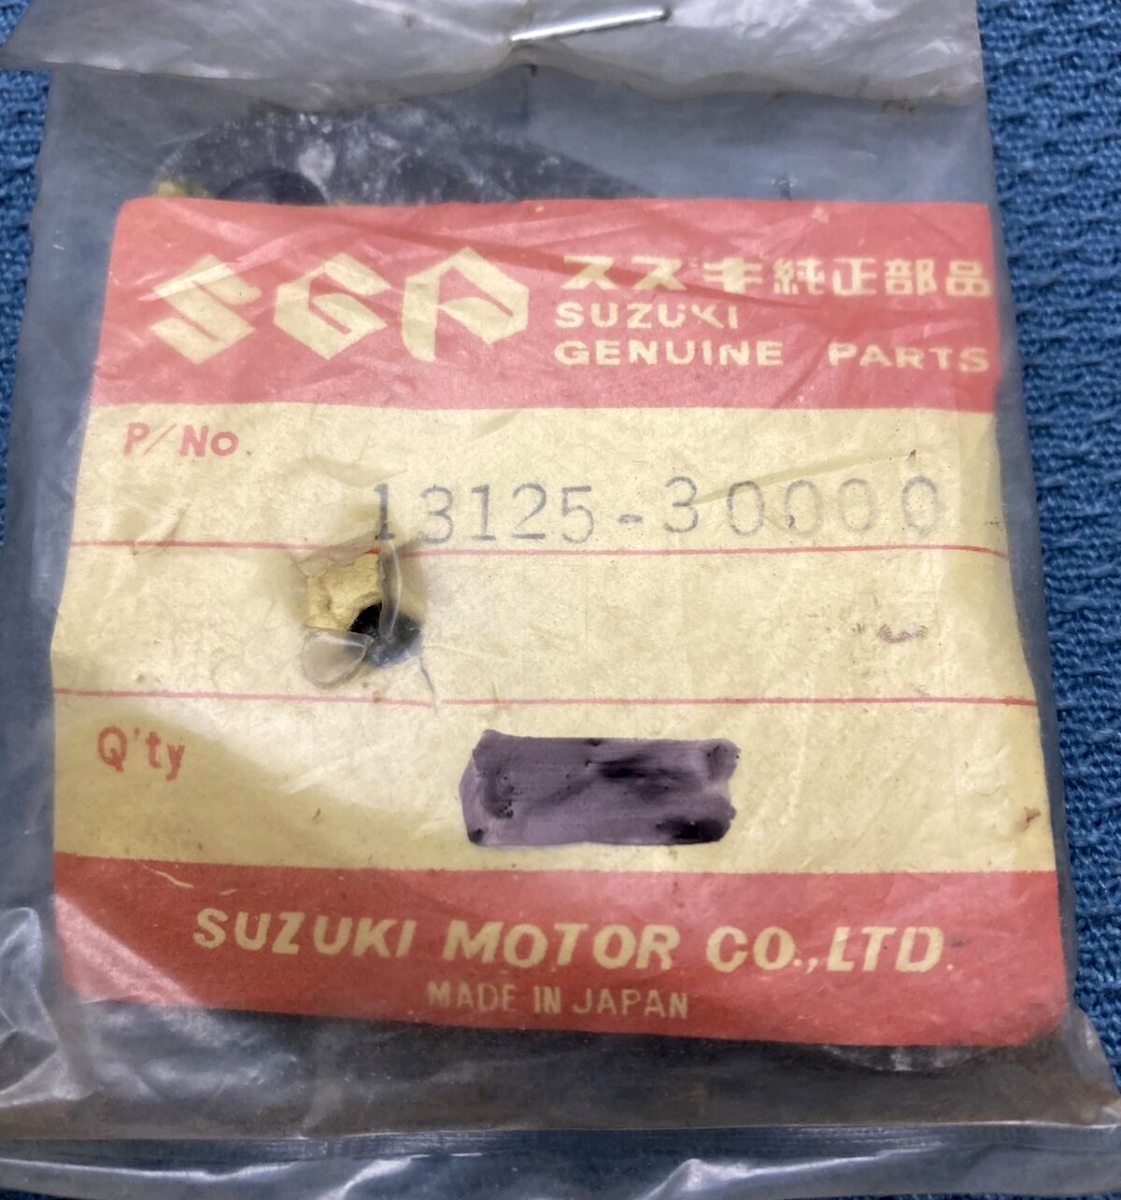 SGP
スズキ純正部品
SUZUKI
GENUINE PARTS
P/No.
13125-30000
Q'ty
SUZUKI MOTOR CO.,LTD.
MADE IN JAPAN